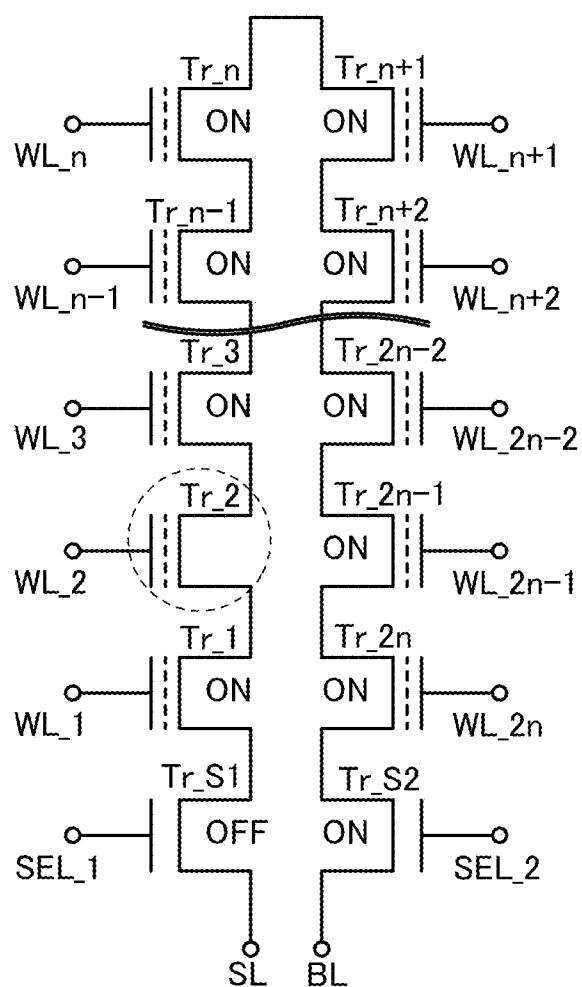 Tr_n Tr_n+1
ON ON
WL_n WL_n+1
Tr_n-1 Tr_n+2
ON ON
WL_n-1 WL_n+2
Tr_3 Tr_2n-2
ON ON
WL_3 WL_2n-2
Tr_2 Tr_2n-1
ON
WL_2 WL_2n-1
Tr_1 Tr_2n
ON ON
WL_1 WL_2n
Tr_S1 Tr_S2
OFF ON
SEL_1 SEL_2
SL BL